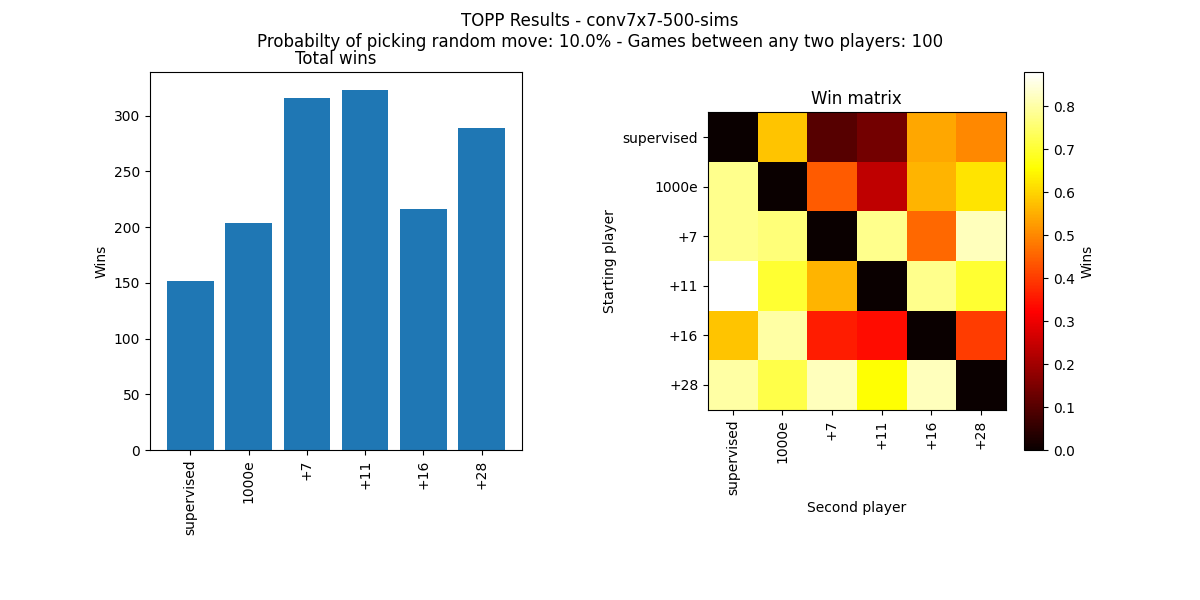 TOPP Results - conv7x7-500-sims
Probabilty of picking random move: 10.0% - Games between any two players: 100
Total wins
Wins
300
250
200
150
100
50
0
supervised
1000e
+7
+11
+16
+28
Win matrix
Starting player
supervised
1000e
+7
+11
+16
+28
supervised
1000e
+7
+11
+16
+28
Second player
0.8
0.7
0.6
0.5
0.4
0.3
0.2
0.1
0.0
Wins